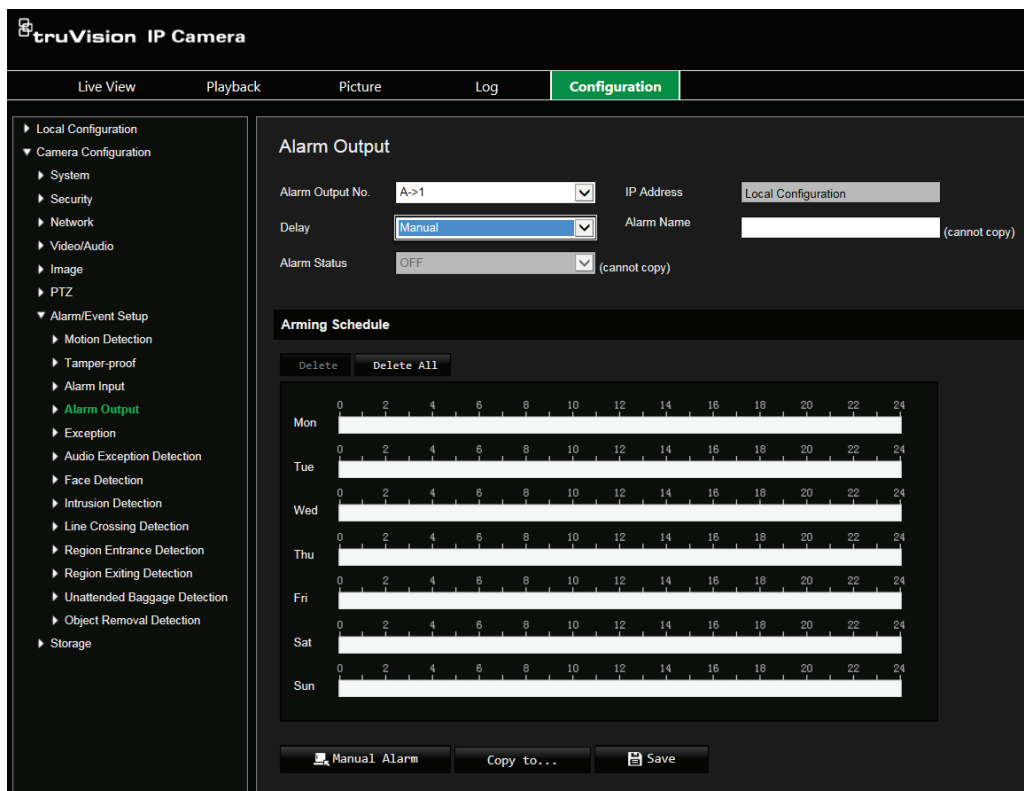 truVision IP Camera
Live View Playback Picture Log Configuration
Local Configuration
Camera Configuration
System
Security
Network
Video/Audio
Image
PTZ
Alarm/Event Setup
Motion Detection
Tamper-proof
Alarm Input
Alarm Output
Exception
Audio Exception Detection
Face Detection
Intrusion Detection
Line Crossing Detection
Region Entrance Detection
Region Exiting Detection
Unattended Baggage Detection
Object Removal Detection
Storage
Alarm Output
Alarm Output No. A->1 IP Address Local Configuration
Delay Manual Alarm Name (cannot copy)
Alarm Status OFF (cannot copy)
Arming Schedule
Delete Delete All
0 2 4 6 8 10 12 14 16 18 20 22 24
Mon
0 2 4 6 8 10 12 14 16 18 20 22 24
Tue
0 2 4 6 8 10 12 14 16 18 20 22 24
Wed
0 2 4 6 8 10 12 14 16 18 20 22 24
Thu
0 2 4 6 8 10 12 14 16 18 20 22 24
Fri
0 2 4 6 8 10 12 14 16 18 20 22 24
Sat
0 2 4 6 8 10 12 14 16 18 20 22 24
Sun
Manual Alarm Copy to... Save